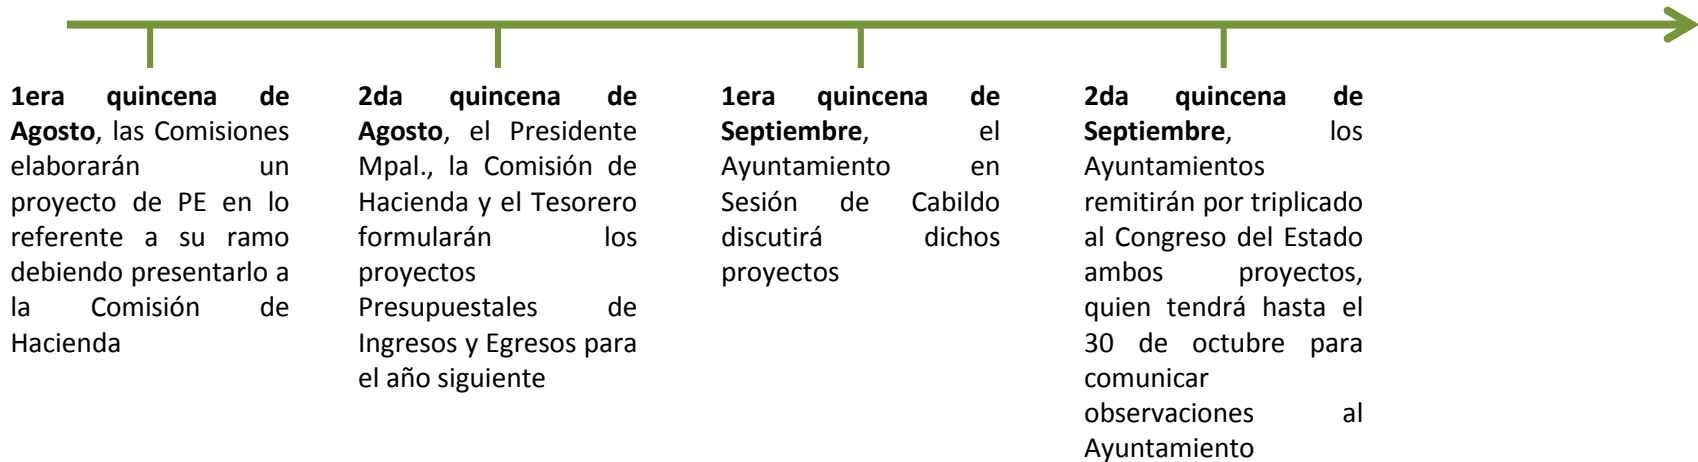 1era quincena de
Agosto, las Comisiones
elaborarán un
proyecto de PE en lo
referente a su ramo
debiendo presentarlo a
la Comisión de
Hacienda
2da quincena de
Agosto, el Presidente
Mpal., la Comisión de
Hacienda y el Tesorero
formularán los
proyectos
Presupuestales de
Ingresos y Egresos para
el año siguiente
1era quincena de
Septiembre, el
Ayuntamiento en
Sesión de Cabildo
discutirá dichos
proyectos
2da quincena de
Septiembre, los
Ayuntamientos
remitirán por triplicado
al Congreso del Estado
ambos proyectos,
quien tendrá hasta el
30 de octubre para
comunicar
observaciones al
Ayuntamiento